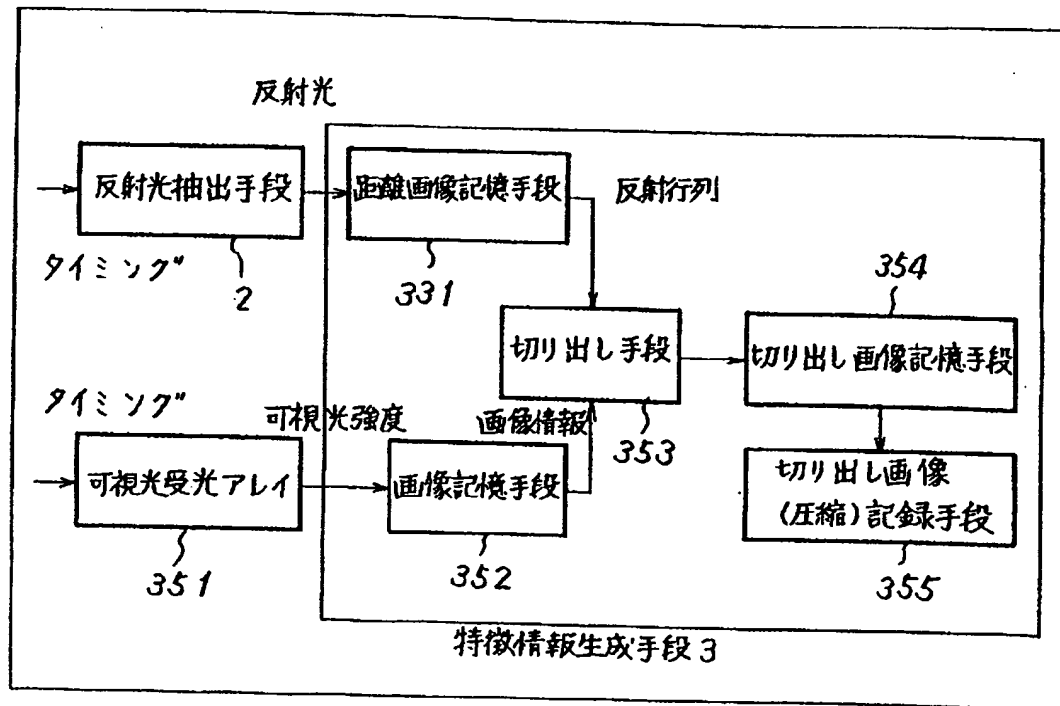 反射光
反射光抽出手段
距離画像記憶手段
反射行列
タイミング
2
331
354
切り出し手段
切り出し画像記憶手段
タイミング
可視光強度
画像情報
353
可視光受光アレイ
画像記憶手段
切り出し画像
(圧縮)記録手段
351
352
355
特徴情報生成手段3